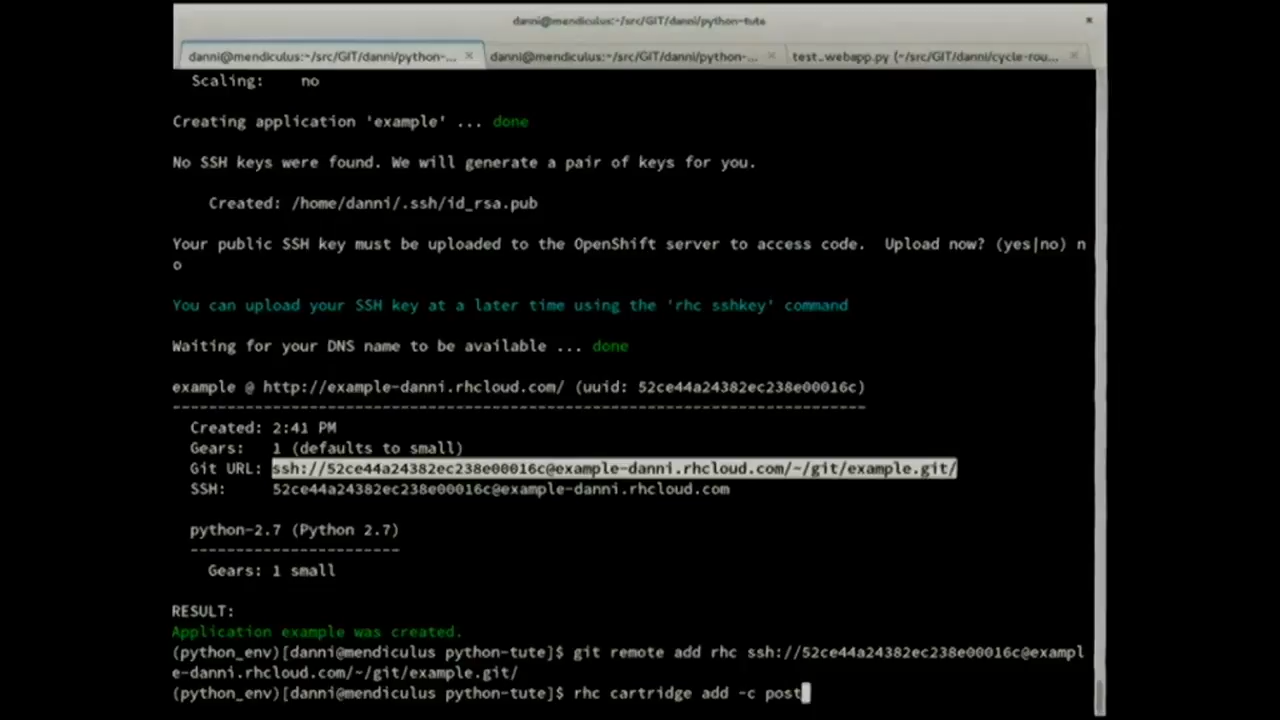 danni@mendiculus:~/src/GIT/danni/python-tute
danni@mendiculus:~/src/GIT/danni/python-... danni@mendiculus:~/src/GIT/danni/python-... test_webapp.py (~/src/GIT/danni/cycle-rou...
Scaling: no
Creating application 'example' ... done
No SSH keys were found. We will generate a pair of keys for you.
Created: /home/danni/.ssh/id_rsa.pub
Your public SSH key must be uploaded to the OpenShift server to access code. Upload now? (yes|no) n
o
You can upload your SSH key at a later time using the 'rhc sshkey' command
Waiting for your DNS name to be available ... done
example @ http://example-danni.rhcloud.com/ (uuid: 52ce44a24382ec238e00016c)
----------------------------------------------------------------------------
Created: 2:41 PM
Gears: 1 (defaults to small)
Git URL: ssh://52ce44a24382ec238e00016c@example-danni.rhcloud.com/~/git/example.git/
SSH: 52ce44a24382ec238e00016c@example-danni.rhcloud.com
python-2.7 (Python 2.7)
-----------------------
Gears: 1 small
RESULT:
Application example was created.
(python_env)[danni@mendiculus python-tute]$ git remote add rhc ssh://52ce44a24382ec238e00016c@exampl
e-danni.rhcloud.com/~/git/example.git/
(python_env)[danni@mendiculus python-tute]$ rhc cartridge add -c post